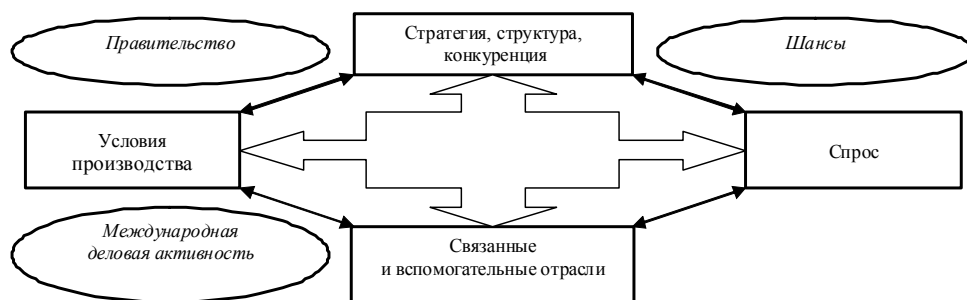 Правительство
Стратегия, структура,
конкуренция
Шансы
Условия
производства
Спрос
Международная
деловая активность
Связанные
и вспомогательные отрасли